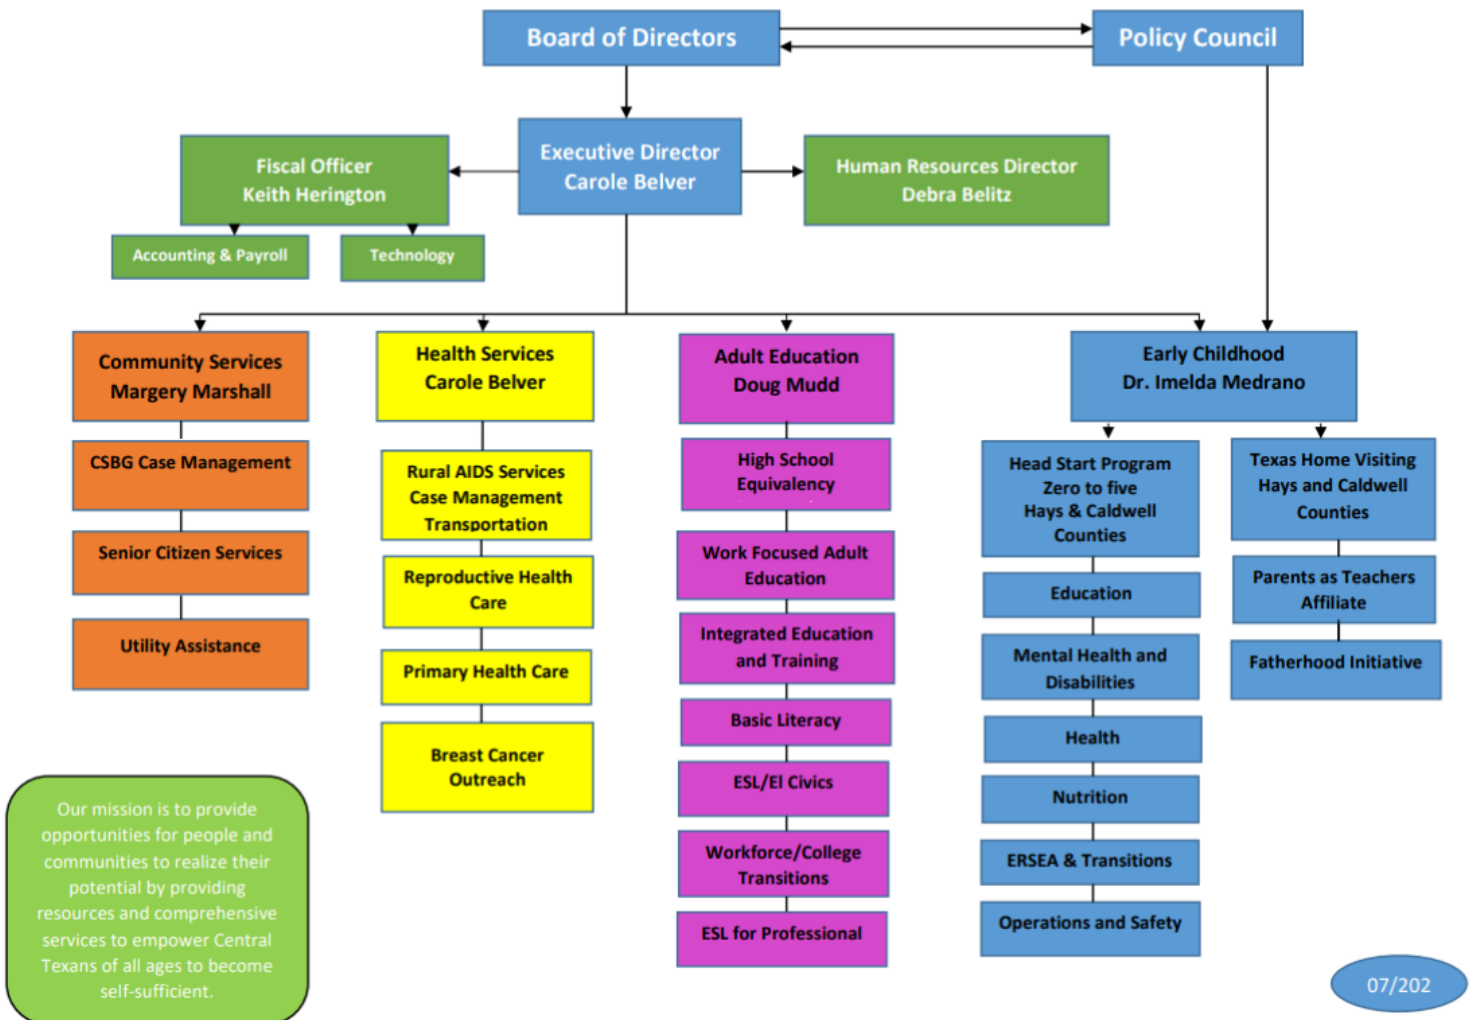 Board of Directors
Policy Council
Executive Director
Carole Belver
Fiscal Officer
Keith Herington
Human Resources Director
Debra Belitz
Accounting & Payroll
Technology
Community Services
Margery Marshall
CSBG Case Management
Senior Citizen Services
Utility Assistance
Health Services
Carole Belver
Rural AIDS Services
Case Management
Transportation
Reproductive Health
Care
Primary Health Care
Breast Cancer
Outreach
Adult Education
Doug Mudd
High School
Equivalency
Work Focused Adult
Education
Integrated Education
and Training
Basic Literacy
ESL/El Civics
Workforce/College
Transitions
ESL for Professional
Early Childhood
Dr. Imelda Medrano
Head Start Program
Zero to five
Hays & Caldwell
Counties
Education
Mental Health and
Disabilities
Health
Nutrition
ERSEA & Transitions
Operations and Safety
Texas Home Visiting
Hays and Caldwell
Counties
Parents as Teachers
Affiliate
Fatherhood Initiative
Our mission is to provide
opportunities for people and
communities to realize their
potential by providing
resources and comprehensive
services to empower Central
Texans of all ages to become
self-sufficient.
07/202